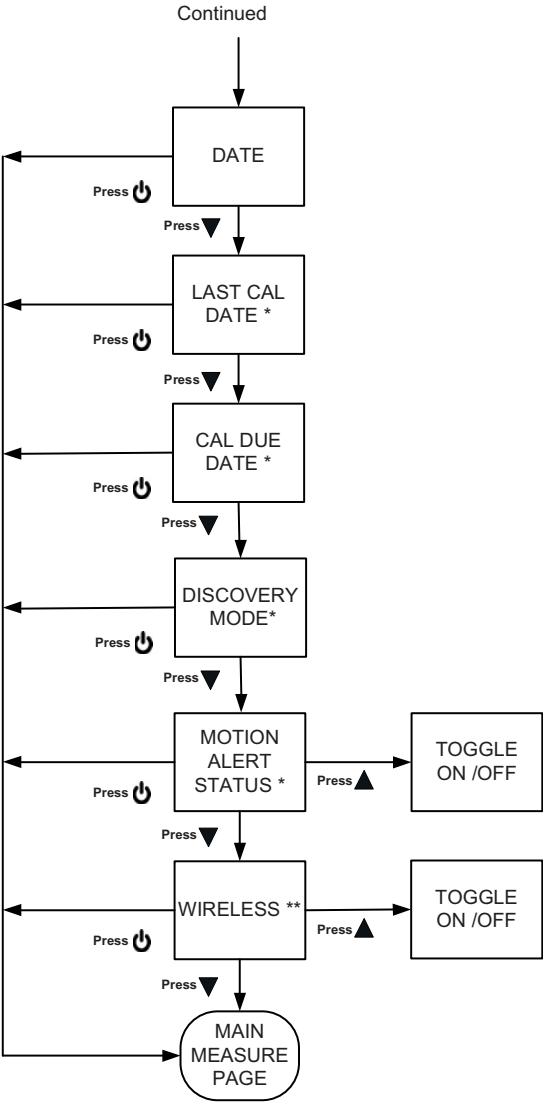 Continued
DATE
Press
Press
LAST CAL
DATE *
Press
Press
CAL DUE
DATE *
Press
Press
DISCOVERY
MODE*
Press
Press
MOTION
ALERT
STATUS *
Press
TOGGLE
ON /OFF
Press
Press
WIRELESS **
Press
TOGGLE
ON /OFF
Press
Press
MAIN
MEASURE
PAGE